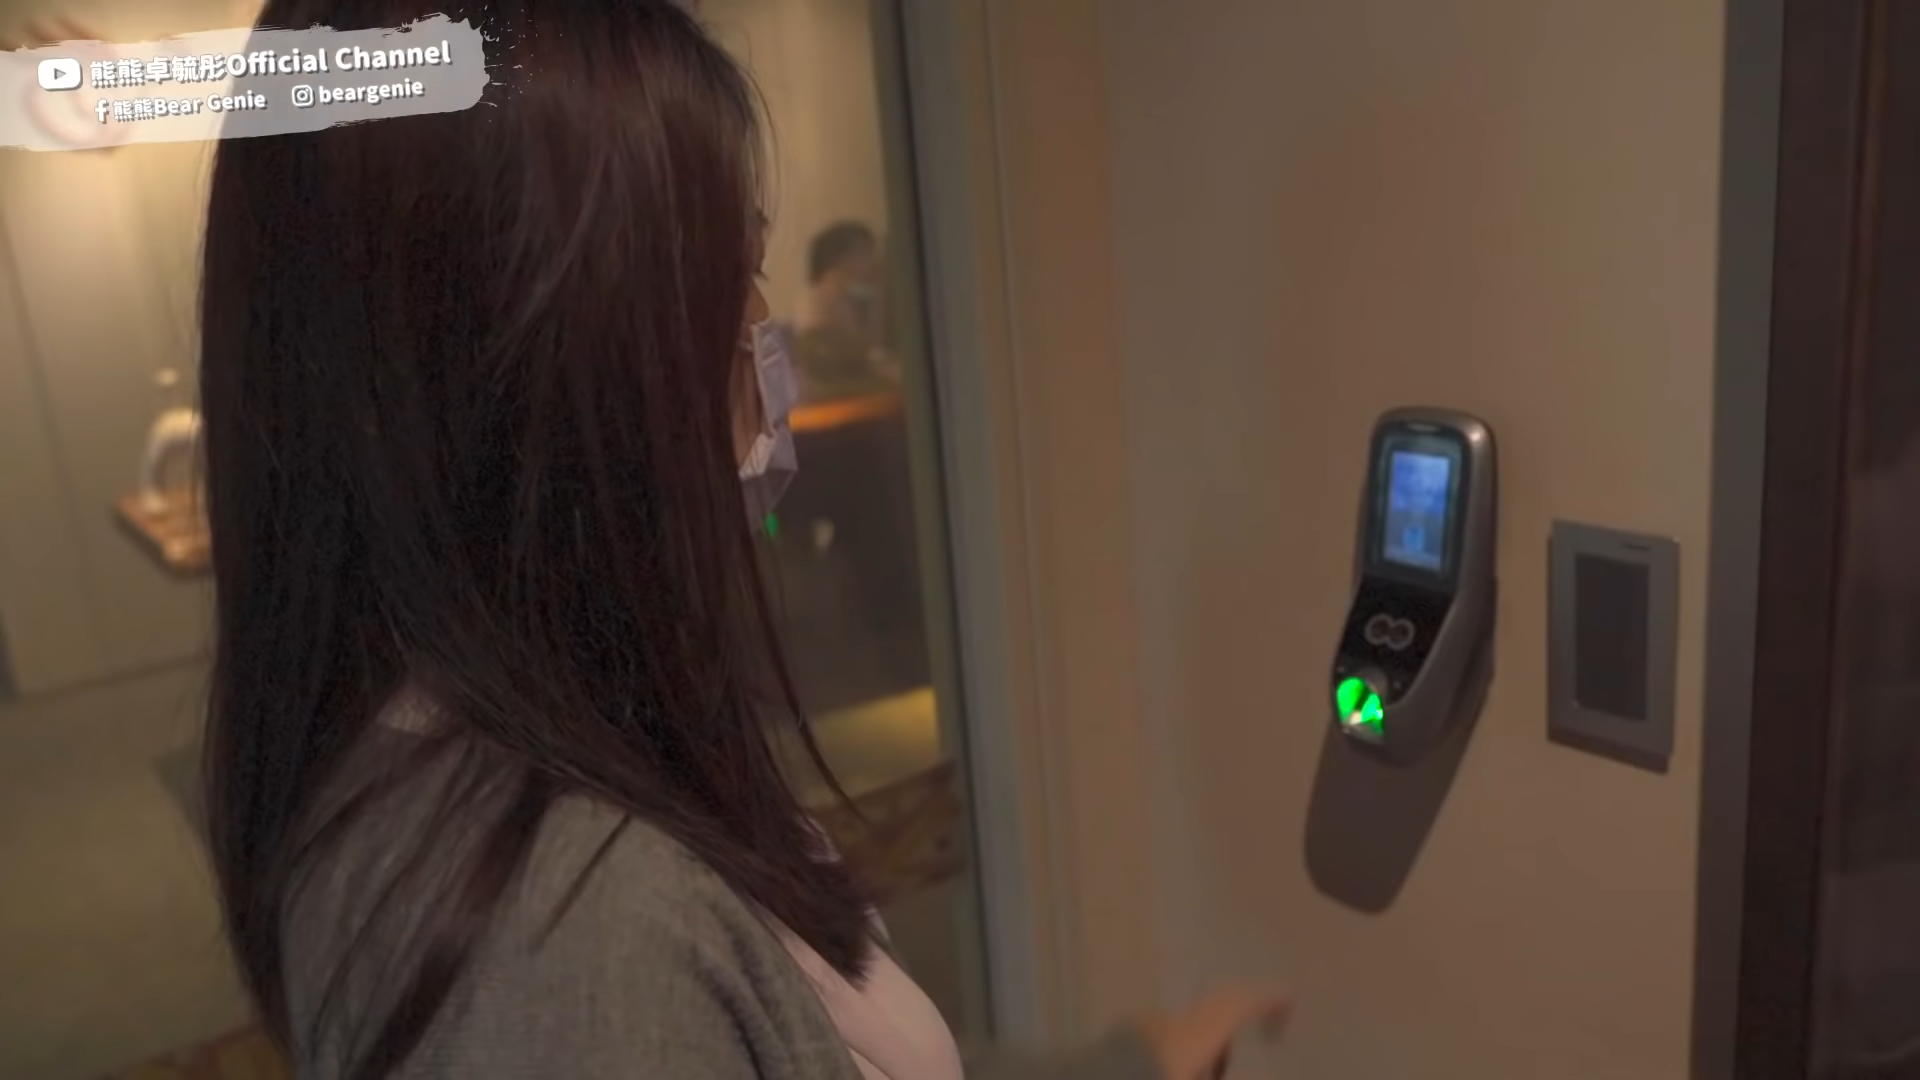 熊熊卓毓彤Official Channel
熊熊Bear Genie beargenie